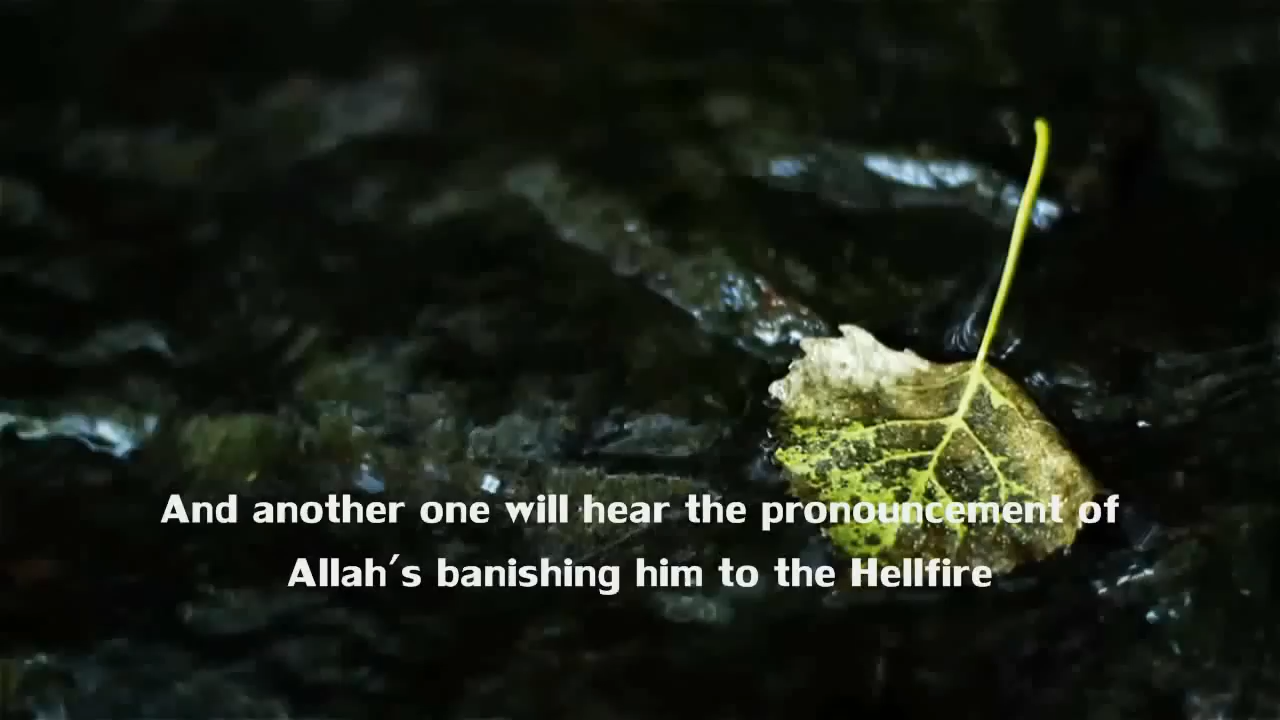 And another one will hear the pronouncement of
Allah's banishing him to the Hellfire